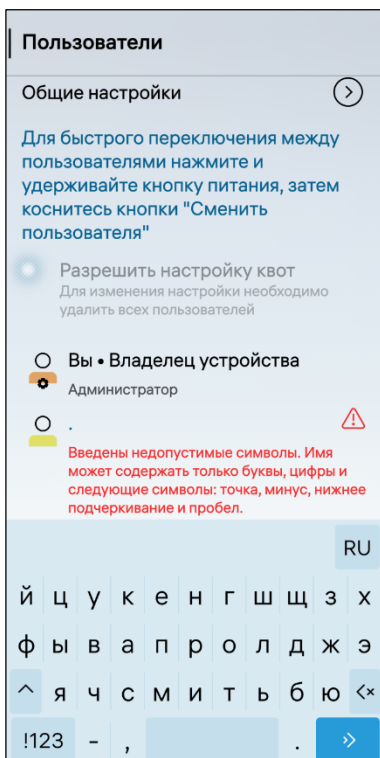 Пользователи
Общие настройки
Для быстрого переключения между
пользователями нажмите и
удерживайте кнопку питания, затем
коснитесь кнопки "Сменить
пользователя"
Разрешить настройку квот
Для изменения настройки необходимо
удалить всех пользователей
Вы • Владелец устройства
Администратор
.
Введены недопустимые символы. Имя
может содержать только буквы, цифры и
следующие символы: точка, минус, нижнее
подчеркивание и пробел.
RU
й ц у к е н г ш щ з х
ф ы в а п р о л д ж э
я ч с м и т ь б ю
!123 - , .